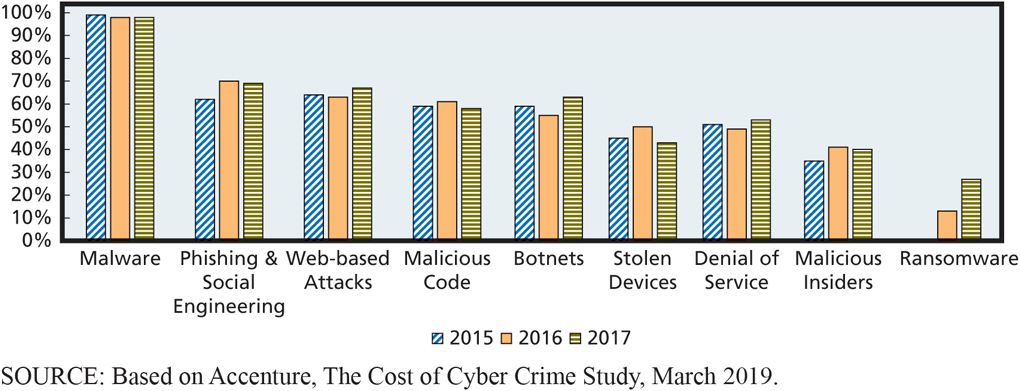 100%
90%
80%
70%
60%
50%
40%
30%
20%
10%
0%
Malware
Phishing &
Social
Engineering
Web-based
Attacks
Malicious
Code
Botnets
Stolen
Devices
Denial of
Service
Malicious
Insiders
Ransomware
2015 2016 2017
SOURCE: Based on Accenture, The Cost of Cyber Crime Study, March 2019.